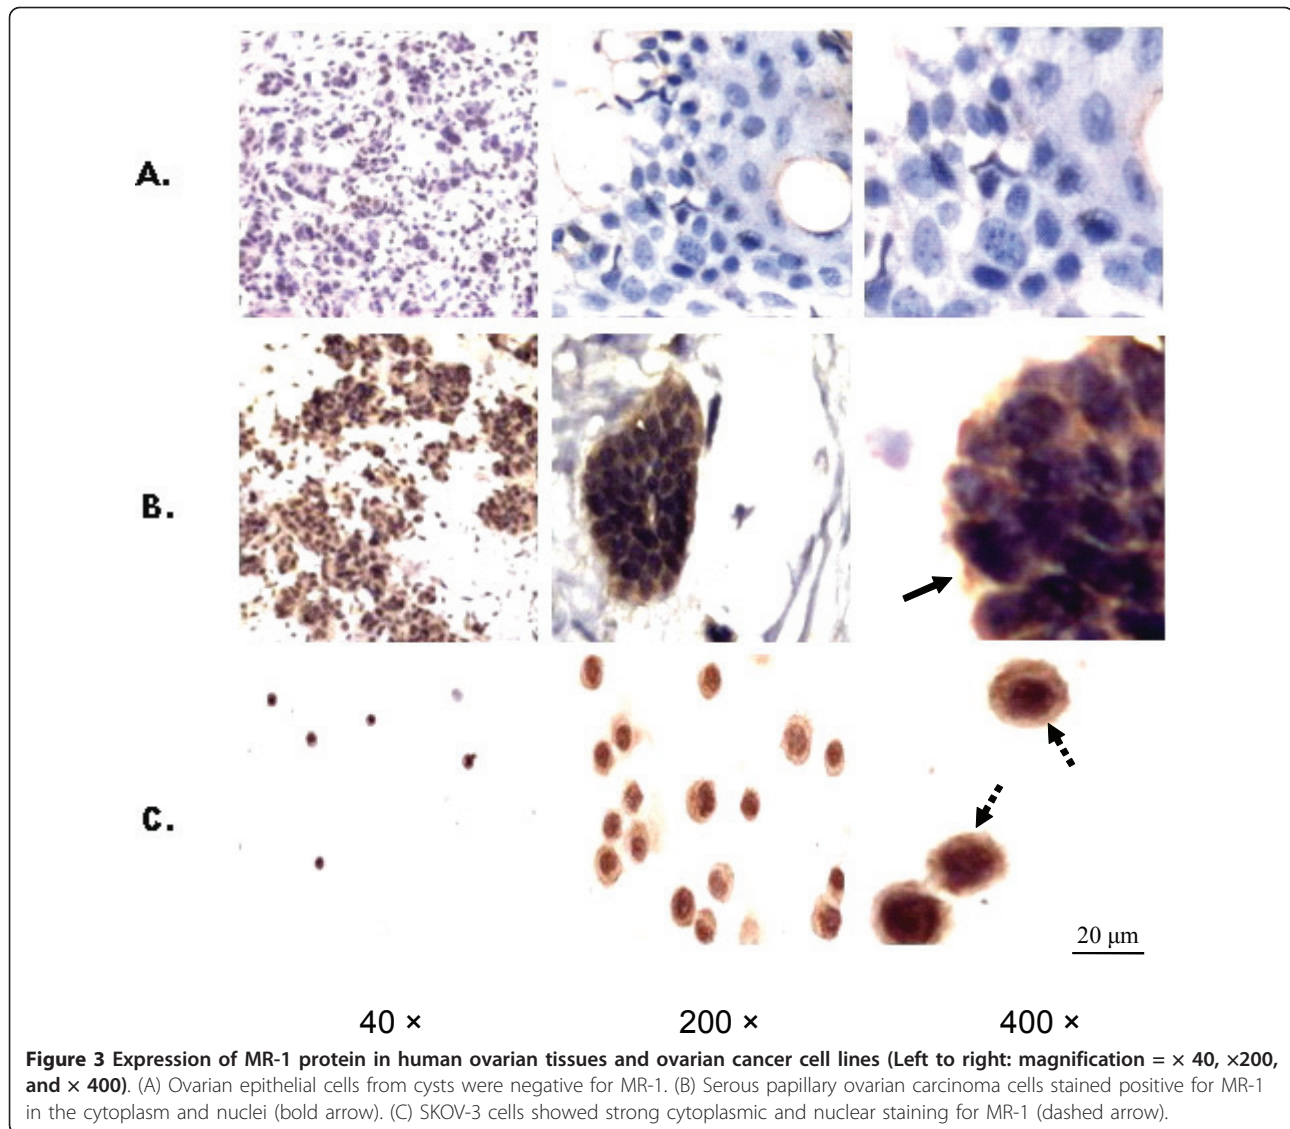 A.
B.
C.
20 μm
40 ×
200 ×
400 ×
Figure 3 Expression of MR-1 protein in human ovarian tissues and ovarian cancer cell lines (Left to right: magnification = × 40, ×200,
and × 400). (A) Ovarian epithelial cells from cysts were negative for MR-1. (B) Serous papillary ovarian carcinoma cells stained positive for MR-1
in the cytoplasm and nuclei (bold arrow). (C) SKOV-3 cells showed strong cytoplasmic and nuclear staining for MR-1 (dashed arrow).